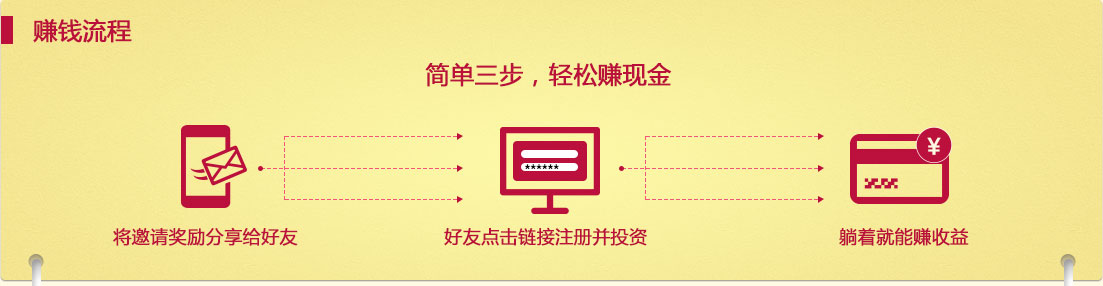 赚钱流程
简单三步，轻松赚现金
******
¥
将邀请奖励分享给好友
好友点击链接注册并投资
躺着就能赚收益